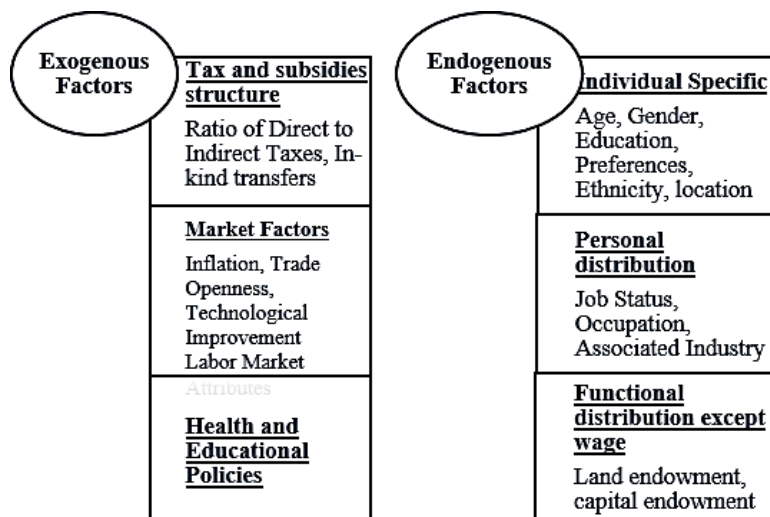 Exogenous
Factors
Tax and subsidies
structure
Ratio of Direct to
Indirect Taxes, In-
kind transfers
Market Factors
Inflation, Trade
Openness,
Technological
Improvement
Labor Market
Attributes
Health and
Educational
Policies
Endogenous
Factors
Individual Specific
Age, Gender,
Education,
Preferences,
Ethnicity, location
Personal
distribution
Job Status,
Occupation,
Associated Industry
Functional
distribution except
wage
Land endowment,
capital endowment